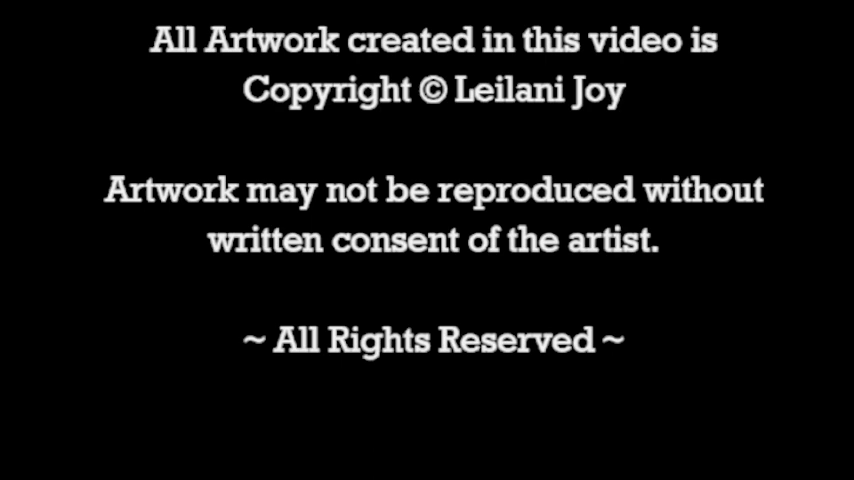 All Artwork created in this video is
Copyright © Leilani Joy
Artwork may not be reproduced without
written consent of the artist.
~ All Rights Reserved ~